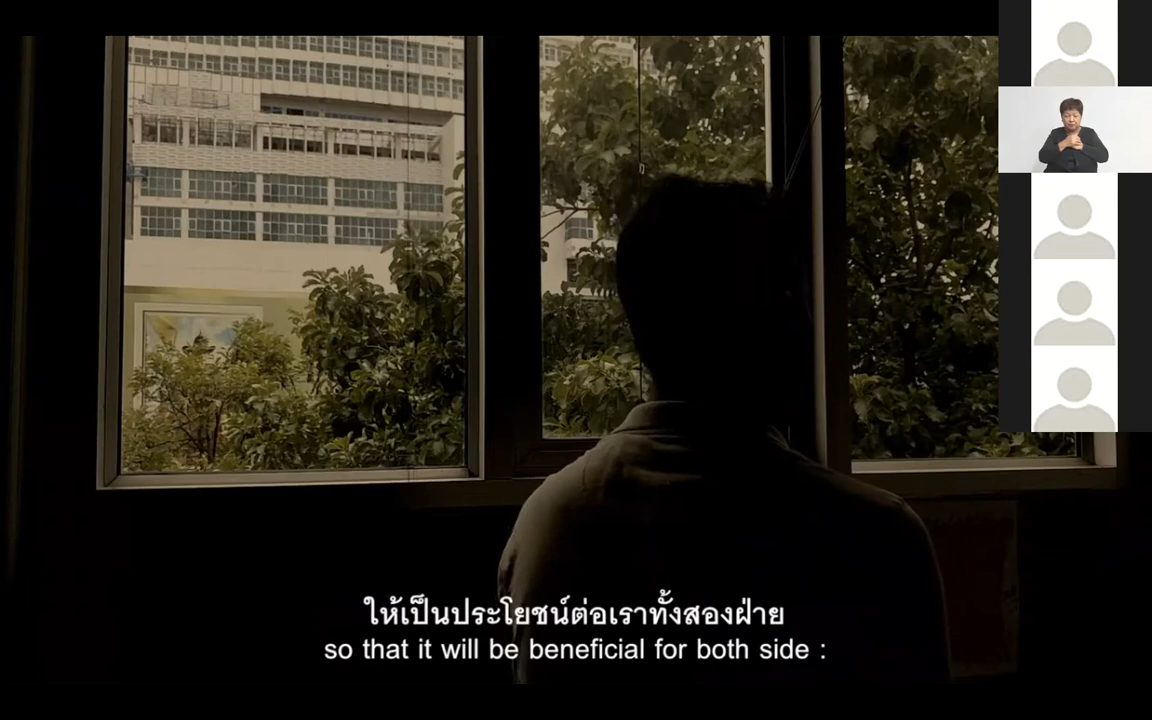 ให้เป็นประโยชน์ต่อเราทั้งสองฝ่าย
so that it will be beneficial for both side :